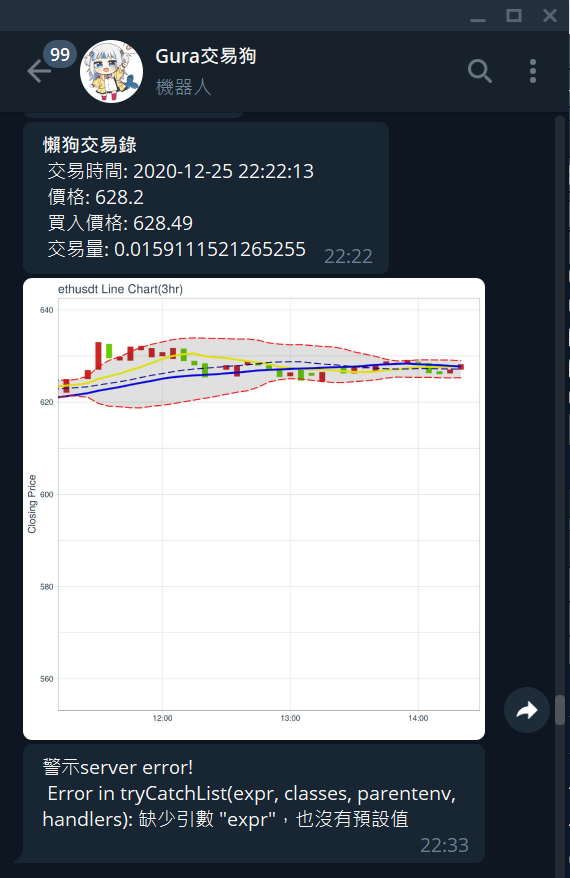 99
Gura交易狗
機器人
懶狗交易錄
交易時間: 2020-12-25 22:22:13
價格: 628.2
買入價格: 628.49
交易量: 0.0159111521265255
22:22
ethusdt Line Chart(3hr)
640
620
600
580
560
Closing Price
12:00
13:00
14:00
警示server error!
Error in tryCatchList(expr, classes, parentenv,
handlers): 缺少引數 "expr"，也沒有預設值
22:33